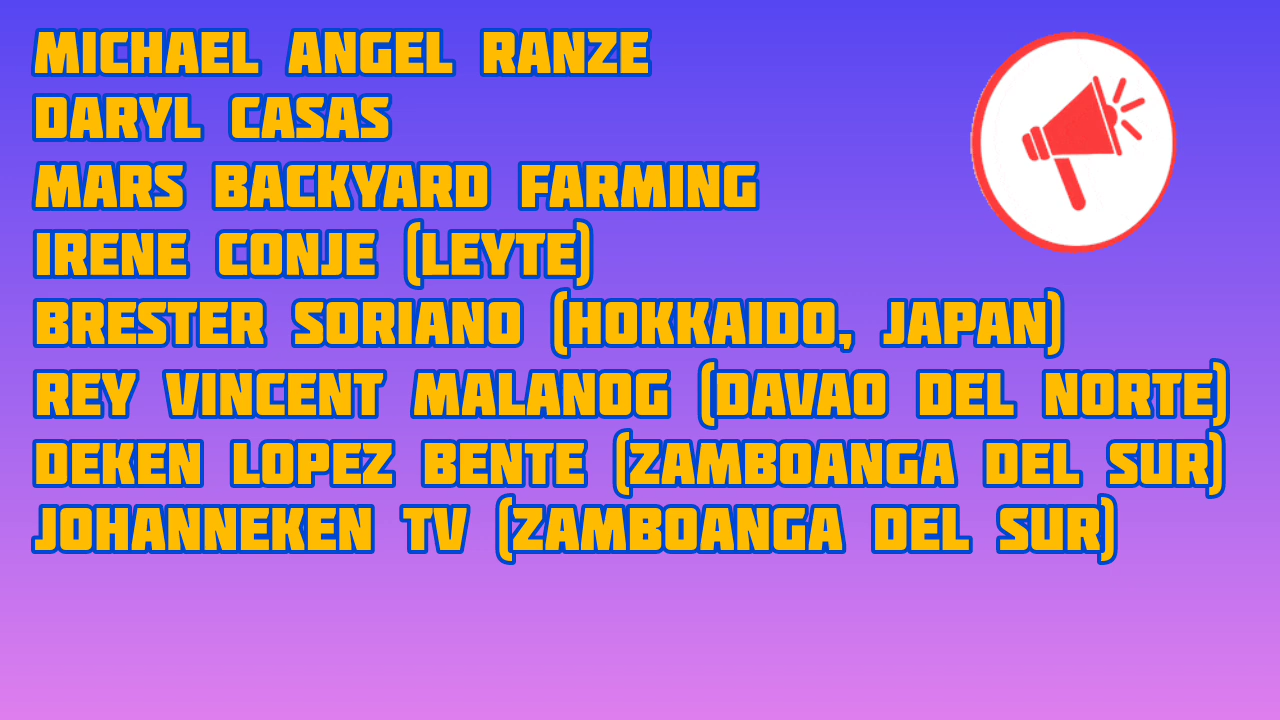 MICHAEL ANGEL RANZE
DARYL CASAS
MARS BACKYARD FARMING
IRENE CONJE (LEYTE)
BRESTER SORIANO (HOKKAIDO, JAPAN)
REY VINCENT MALANOG (DAVAO DEL NORTE)
DEKEN LOPEZ BENTE (ZAMBOANGA DEL SUR)
JOHANNEKEN TV (ZAMBOANGA DEL SUR)